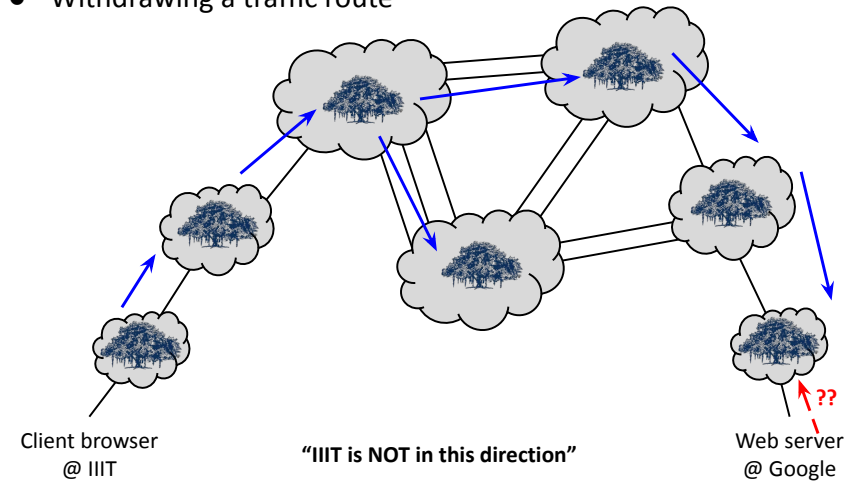 ● Withdrawing a traffic route
??
Client browser
@ IIIT
“IIIT is NOT in this direction”
Web server
@ Google